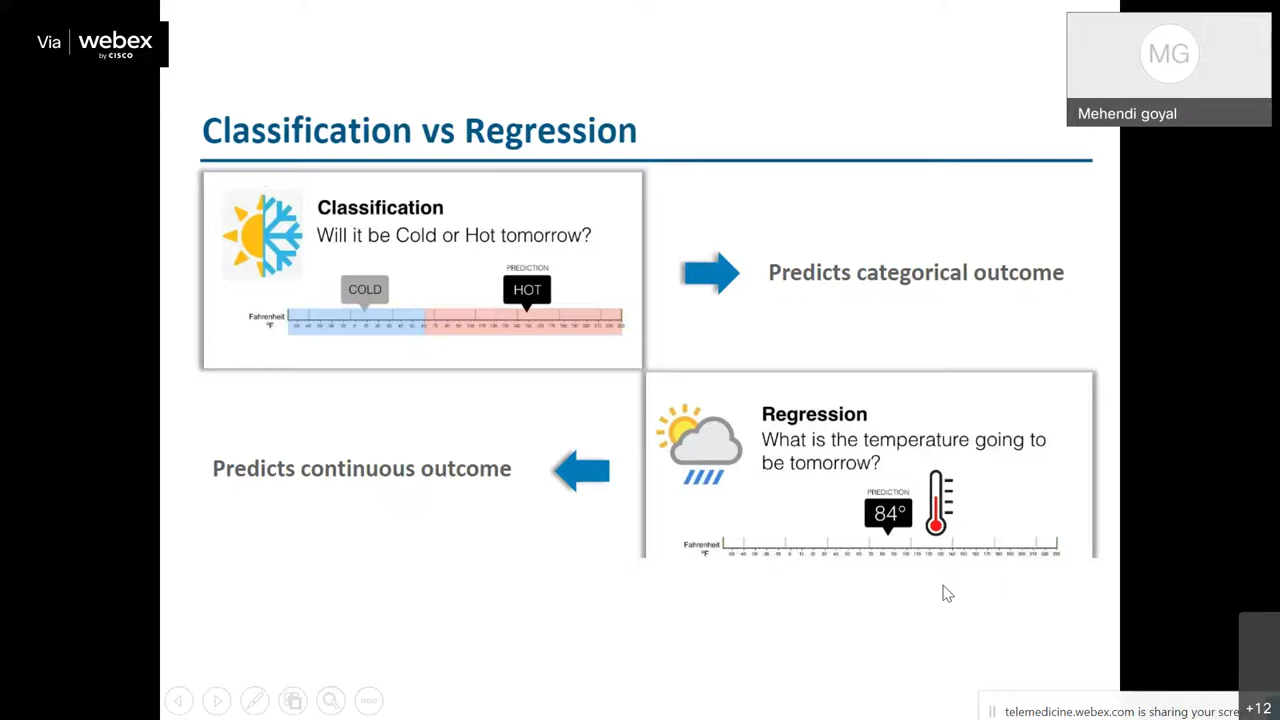 Via webex
by CISCO
MG
Mehendi goyal
Classification vs Regression
Classification
Will it be Cold or Hot tomorrow?
PREDICTION
COLD
HOT
Fahrenheit
°F
Predicts categorical outcome
Regression
What is the temperature going to
be tomorrow?
Predicts continuous outcome
PREDICTION
84°
Fahrenheit
°F
telemedicine.webex.com is sharing your scre
+12